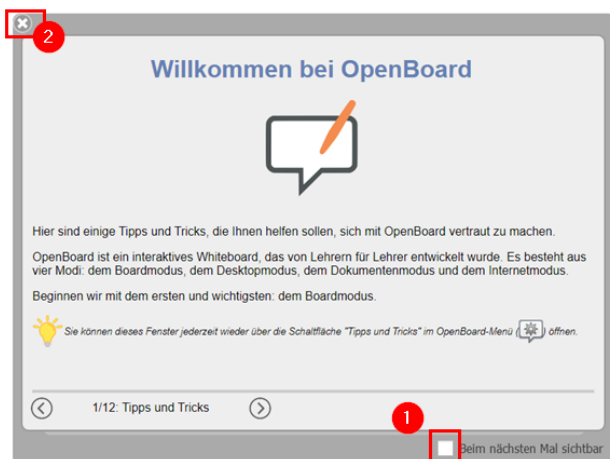 2
Willkommen bei OpenBoard
Hier sind einige Tipps und Tricks, die Ihnen helfen sollen, sich mit OpenBoard vertraut zu machen.
OpenBoard ist ein interaktives Whiteboard, das von Lehrern für Lehrer entwickelt wurde. Es besteht aus
vier Modi: dem Boardmodus, dem Desktopmodus, dem Dokumentenmodus und dem Internetmodus.
Beginnen wir mit dem ersten und wichtigsten: dem Boardmodus.
Sie können dieses Fenster jederzeit wieder über die Schaltfläche "Tipps und Tricks" im OpenBoard-Menü ( ) öffnen.
1/12: Tipps und Tricks
1
Beim nächsten Mal sichtbar